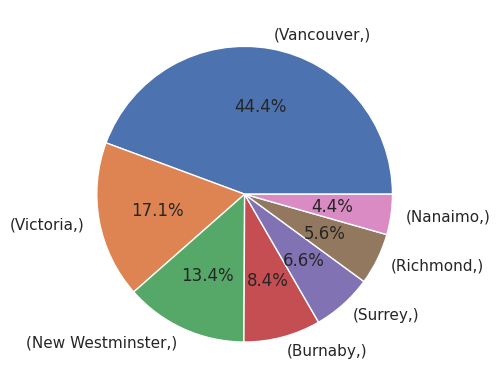 (Vancouver,)
44.4%
(Victoria,)
17.1%
(New Westminster,)
13.4%
(Burnaby,)
8.4%
(Surrey,)
6.6%
(Richmond,)
5.6%
(Nanaimo,)
4.4%